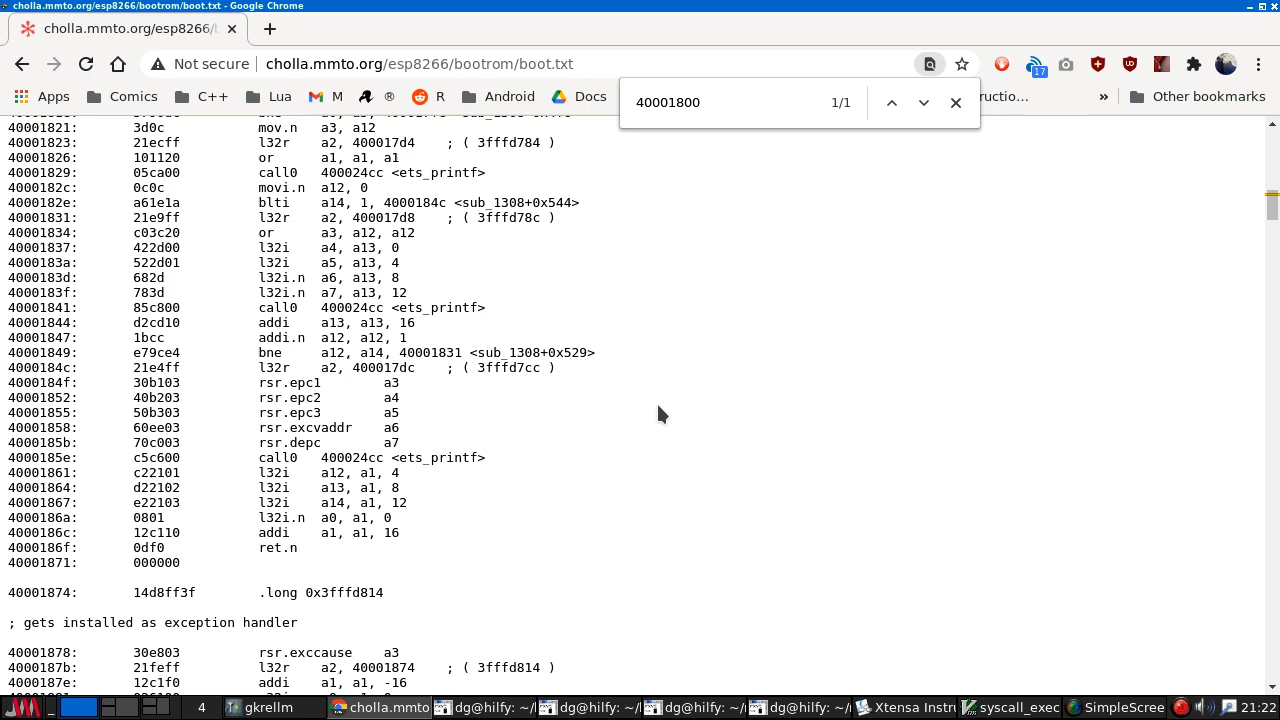 cholla.mmto.org/esp8266/bootrom/boot.txt - Google Chrome
cholla.mmto.org/esp8266/b
Not secure cholla.mmto.org/esp8266/bootrom/boot.txt
17
Apps Chrome C++ Lua M ® R Android Docs ructio… » Other bookmarks
40001800 1/1
40001821: 3d0c mov.n a3, a12
40001823: 21ecff l32r a2, 400017d4 ; ( 3fffd784 )
40001826: 101120 or a1, a1, a1
40001829: 05ca00 call0 400024cc <ets_printf>
4000182c: 0c0c movi.n a12, 0
4000182e: a61e1a blti a14, 1, 4000184c <sub_1308+0x544>
40001831: 21e9ff l32r a2, 400017d8 ; ( 3fffd78c )
40001834: c03c20 or a3, a12, a12
40001837: 422d00 l32i a4, a13, 0
4000183a: 522d01 l32i a5, a13, 4
4000183d: 682d l32i.n a6, a13, 8
4000183f: 783d l32i.n a7, a13, 12
40001841: 85c800 call0 400024cc <ets_printf>
40001844: d2cd10 addi a13, a13, 16
40001847: 1bcc addi.n a12, a12, 1
40001849: e79ce4 bne a12, a14, 40001831 <sub_1308+0x529>
4000184c: 21e4ff l32r a2, 400017dc ; ( 3fffd7cc )
4000184f: 30b103 rsr.epc1 a3
40001852: 40b203 rsr.epc2 a4
40001855: 50b303 rsr.epc3 a5
40001858: 60ee03 rsr.excvaddr a6
4000185b: 70c003 rsr.depc a7
4000185e: c5c600 call0 400024cc <ets_printf>
40001861: c22101 l32i a12, a1, 4
40001864: d22102 l32i a13, a1, 8
40001867: e22103 l32i a14, a1, 12
4000186a: 0801 l32i.n a0, a1, 0
4000186c: 12c110 addi a1, a1, 16
4000186f: 0df0 ret.n
40001871: 000000
40001874: 14d8ff3f .long 0x3fffd814
; gets installed as exception handler
40001878: 30e803 rsr.exccause a3
4000187b: 21feff l32r a2, 40001874 ; ( 3fffd814 )
4000187e: 12c1f0 addi a1, a1, -16
4 gkrellm cholla.mmto dg@hilfy: ~/ dg@hilfy: ~/ dg@hilfy: ~/ dg@hilfy: ~/ Xtensa Instr syscall_exec SimpleScree 21:22